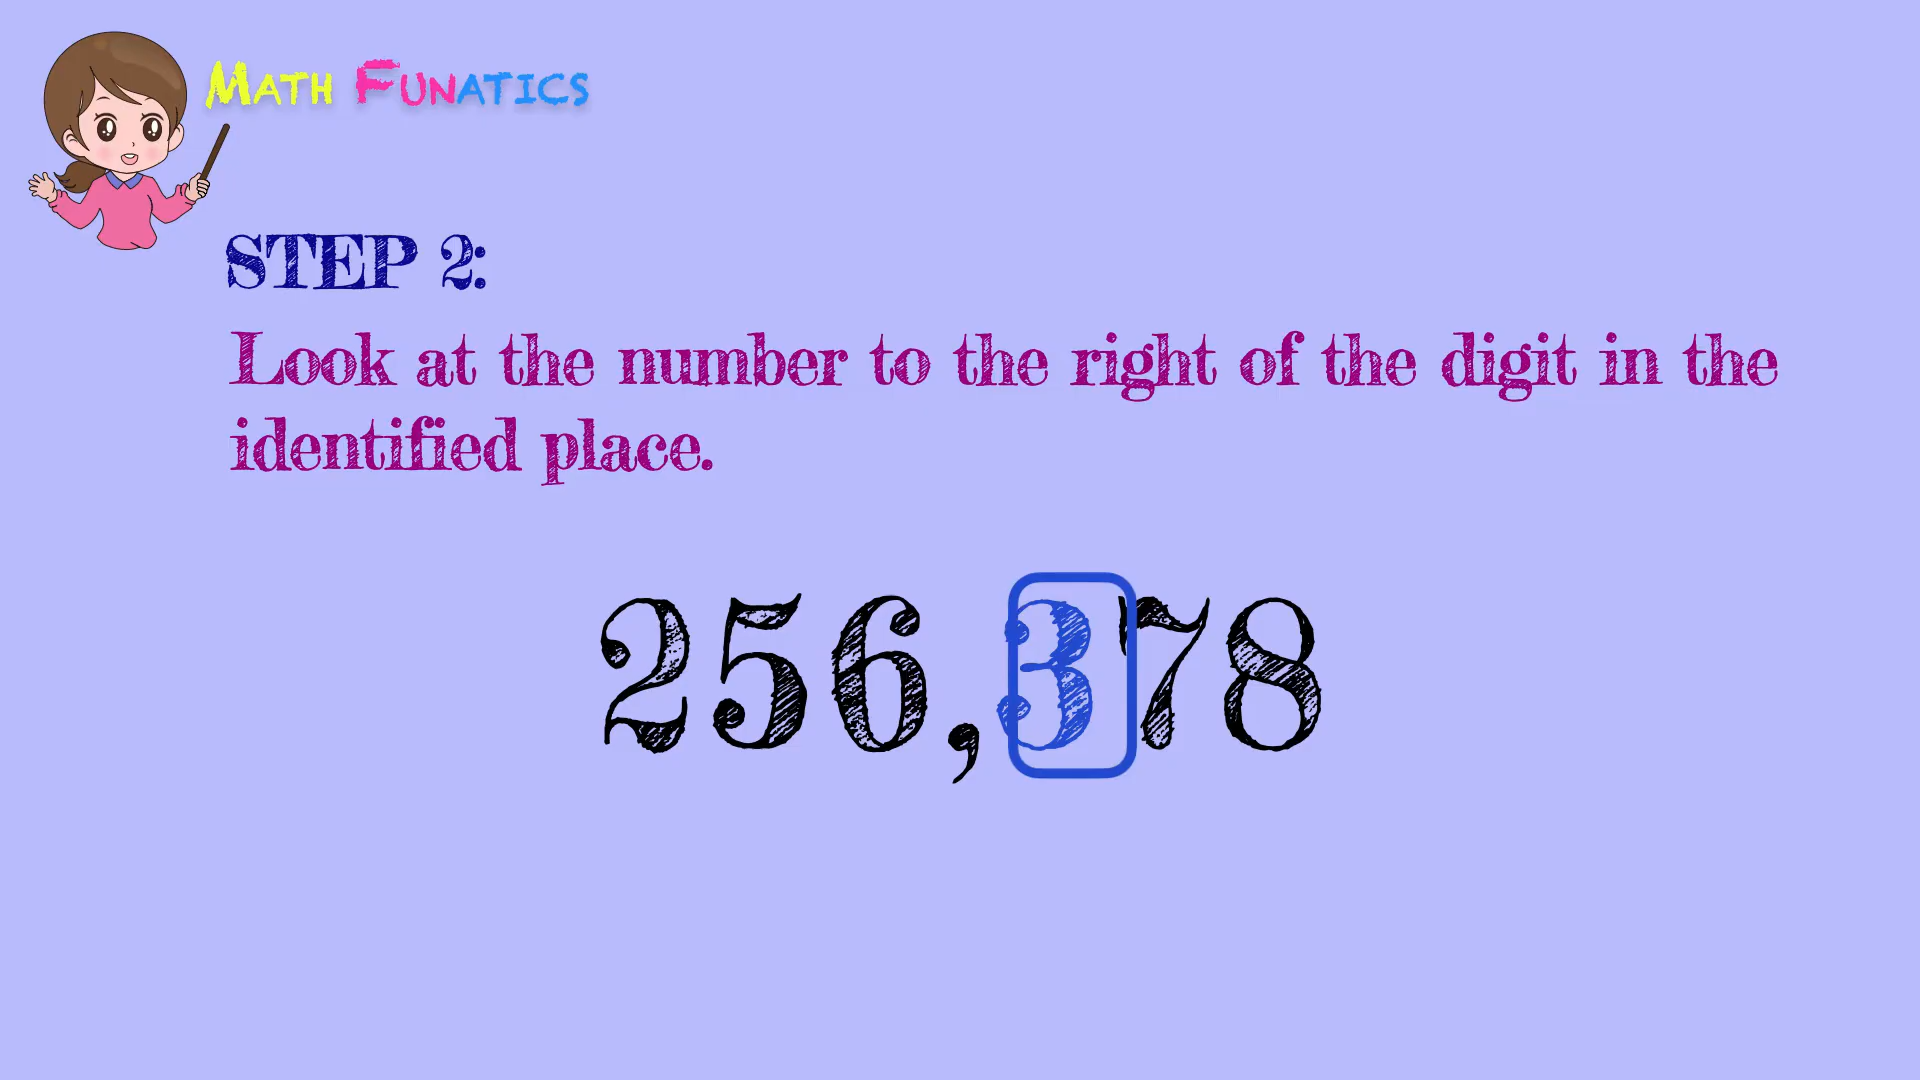 MATH FUNATICS
STEP 2:
Look at the number to the right of the digit in the
identified place.
256,378